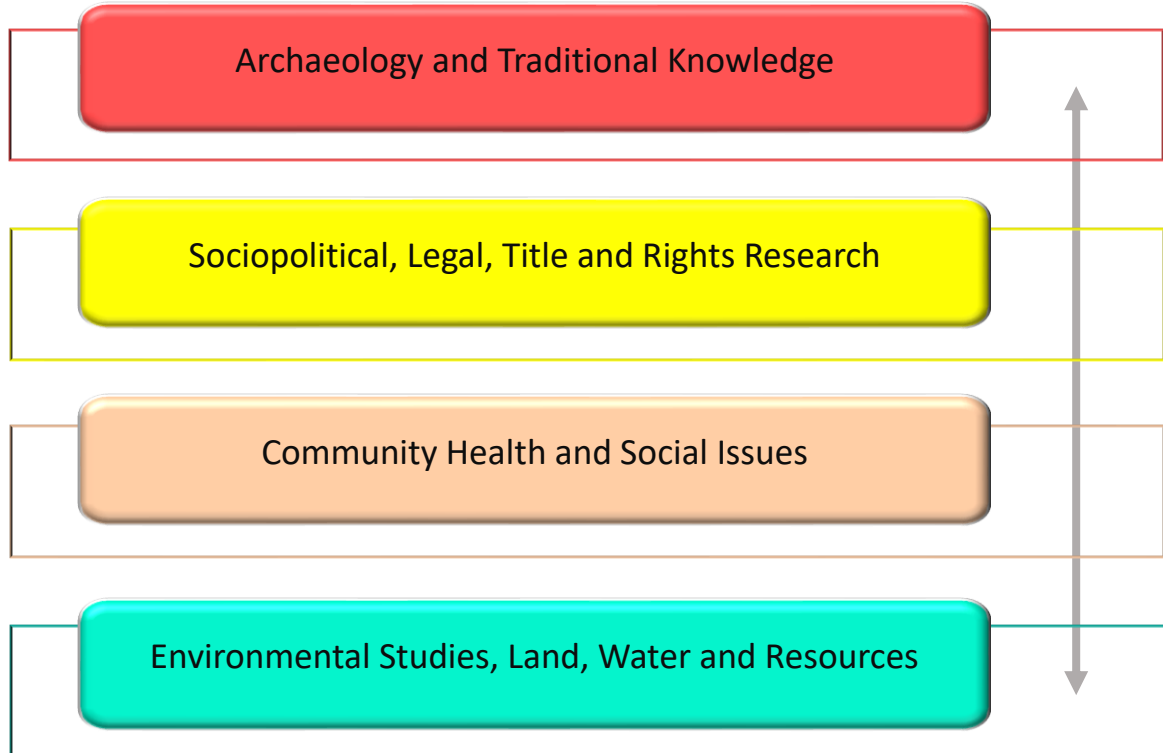 Archaeology and Traditional Knowledge
Sociopolitical, Legal, Title and Rights Research
Community Health and Social Issues
Environmental Studies, Land, Water and Resources